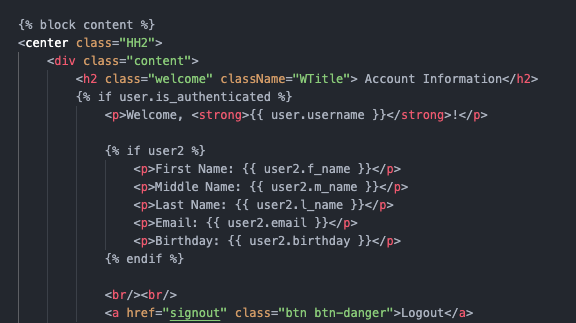 {% block content %}
<center class="HH2">
<div class="content">
<h2 class="welcome" className="WTitle"> Account Information</h2>
{% if user.is_authenticated %}
<p>Welcome, <strong>{{ user.username }}</strong>!</p>
{% if user2 %}
<p>First Name: {{ user2.f_name }}</p>
<p>Middle Name: {{ user2.m_name }}</p>
<p>Last Name: {{ user2.l_name }}</p>
<p>Email: {{ user2.email }}</p>
<p>Birthday: {{ user2.birthday }}</p>
{% endif %}
<br/><br/>
<a href="signout" class="btn btn-danger">Logout</a>